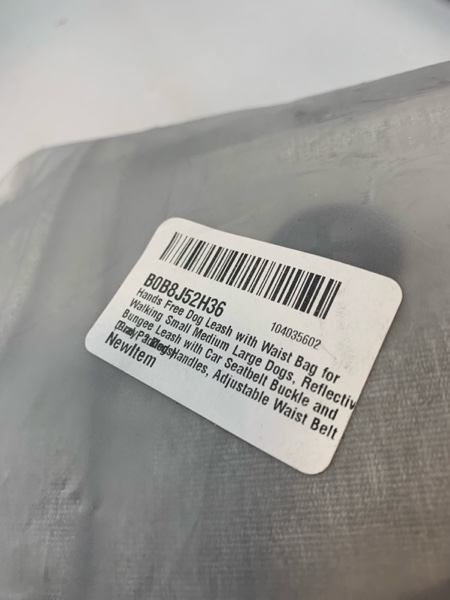 B0B8J52H36
104035602
Hands Free Dog Leash with Waist Bag for
Walking Small Medium Large Dogs, Reflectiv
Bungee Leash with Car Seatbelt Buckle and
Handles, Adjustable Waist Belt
NewItem